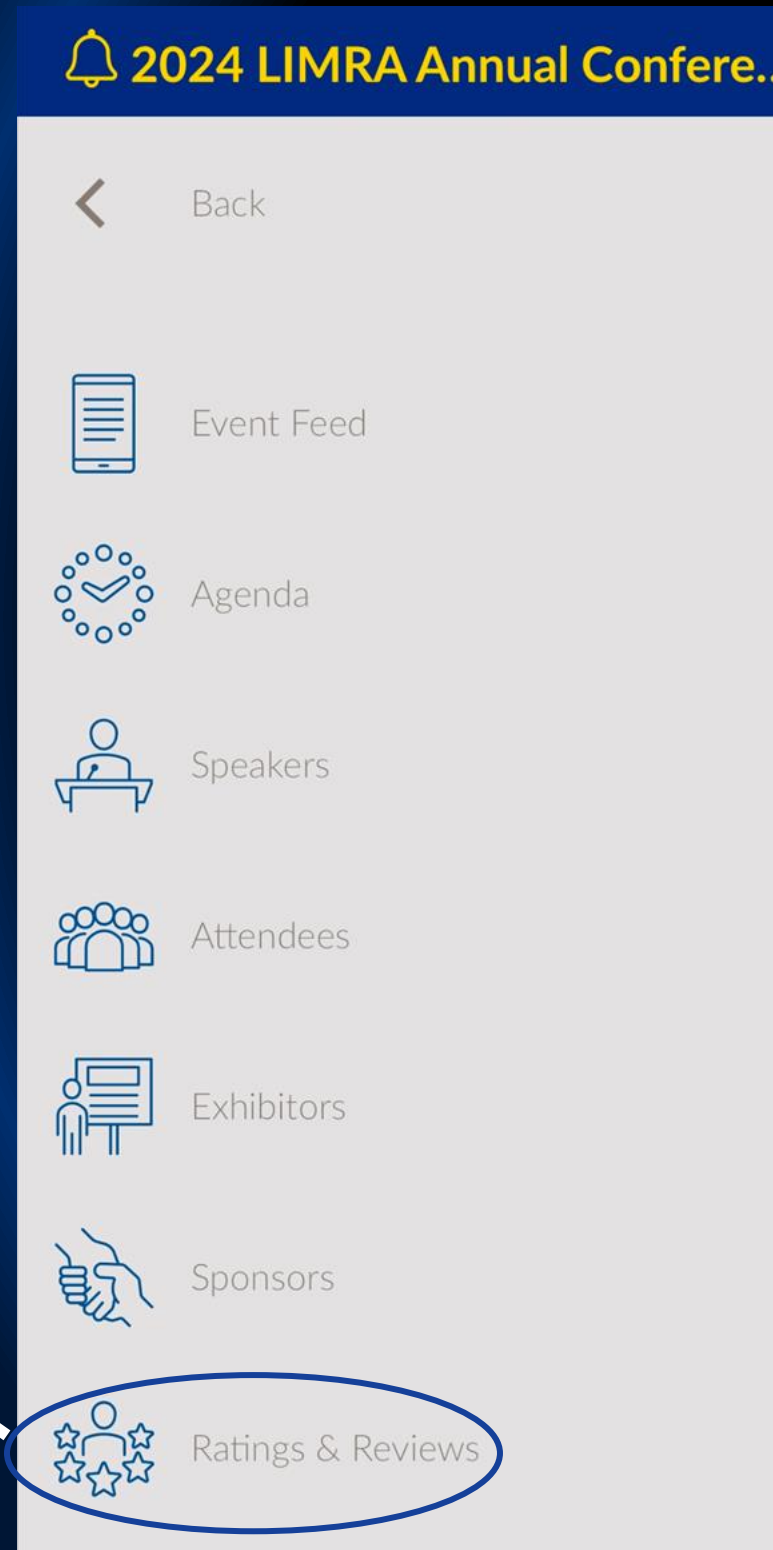 2024 LIMRA Annual Confere..
Back
Event Feed
Agenda
Speakers
Attendees
Exhibitors
Sponsors
Ratings & Reviews